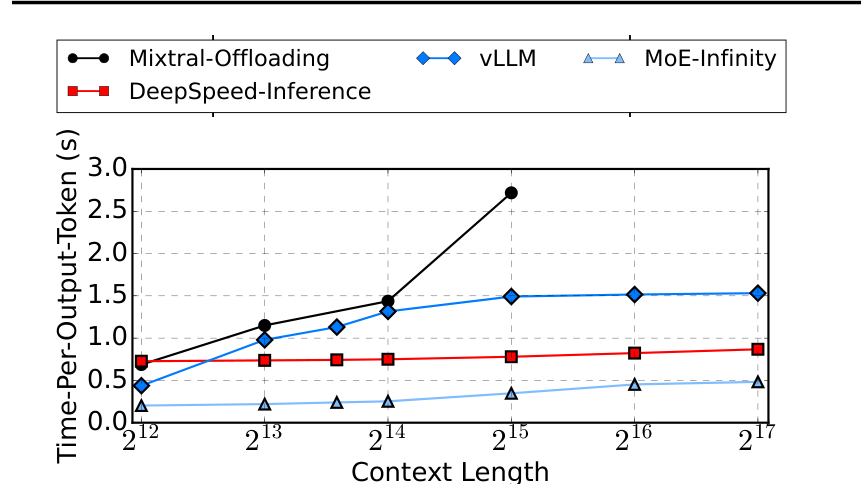 Mixtral-Offloading vLLM MoE-Infinity
DeepSpeed-Inference
Time-Per-Output-Token (s)
3.0
2.5
2.0
1.5
1.0
0.5
0.0
2^12 2^13 2^14 2^15 2^16 2^17
Context Length